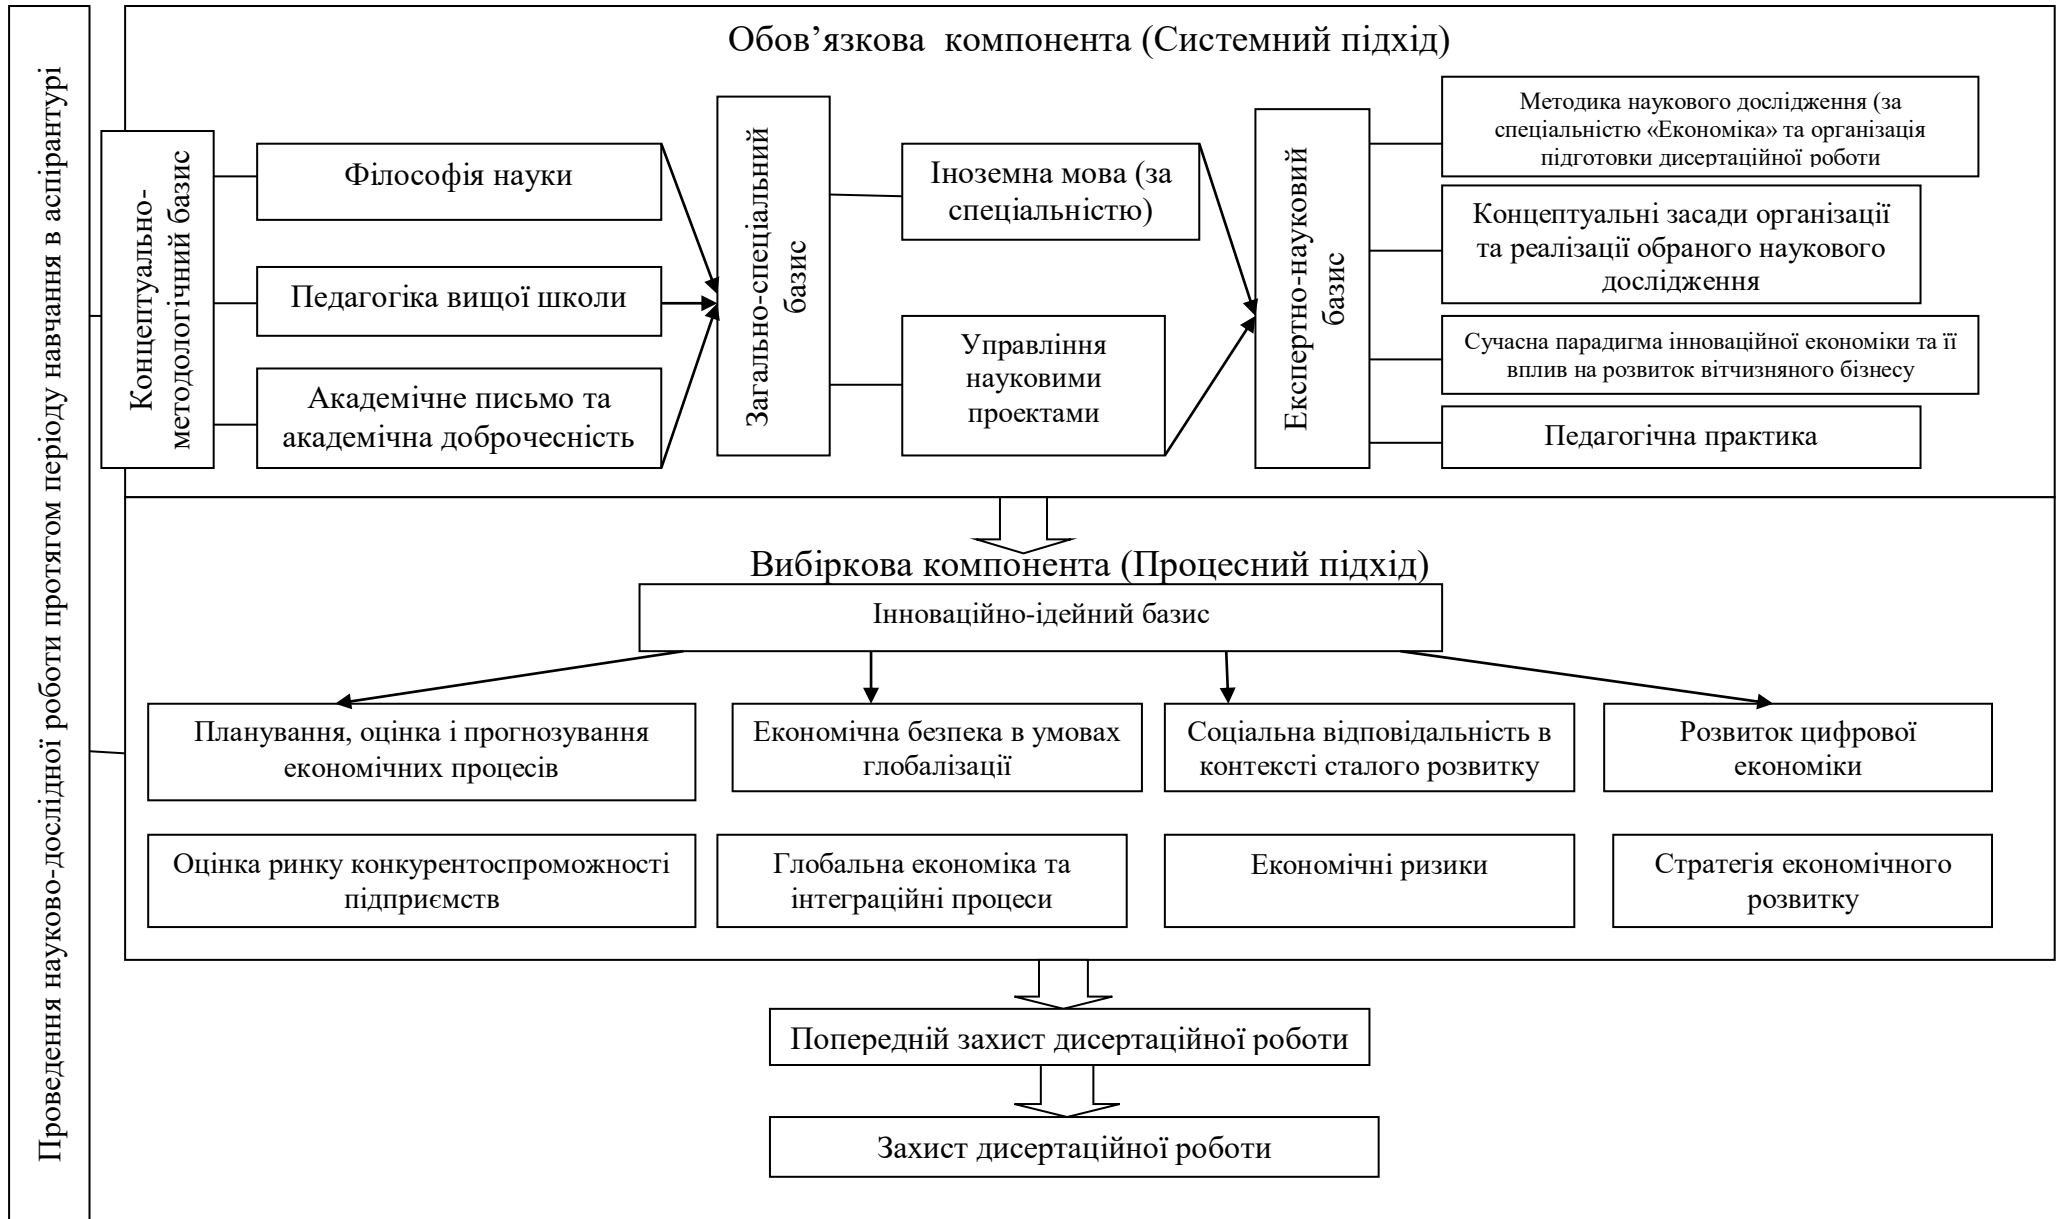 Проведення науково-дослідної роботи протягом періоду навчання в аспірантурі
Обов’язкова компонента (Системний підхід)
Концептуально-
методологічний базис
Філософія науки
Педагогіка вищої школи
Академічне письмо та
академічна доброчесність
Загально-спеціальний
базис
Іноземна мова (за
спеціальністю)
Управління
науковими
проектами
Експертно-науковий
базис
Методика наукового дослідження (за
спеціальністю «Економіка» та організація
підготовки дисертаційної роботи
Концептуальні засади організації
та реалізації обраного наукового
дослідження
Сучасна парадигма інноваційної економіки та її
вплив на розвиток вітчизняного бізнесу
Педагогічна практика
Вибіркова компонента (Процесний підхід)
Інноваційно-ідейний базис
Планування, оцінка і прогнозування
економічних процесів
Економічна безпека в умовах
глобалізації
Соціальна відповідальність в
контексті сталого розвитку
Розвиток цифрової
економіки
Оцінка ринку конкурентоспроможності
підприємств
Глобальна економіка та
інтеграційні процеси
Економічні ризики
Стратегія економічного
розвитку
Попередній захист дисертаційної роботи
Захист дисертаційної роботи